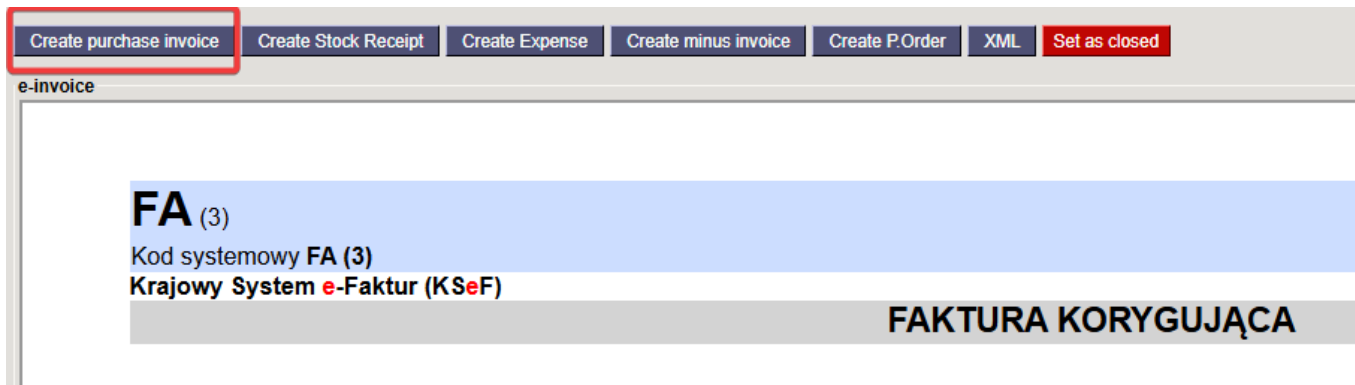 Create purchase invoice Create Stock Receipt Create Expense Create minus invoice Create P.Order XML Set as closed
e-invoice
FA (3)
Kod systemowy FA (3)
Krajowy System e-Faktur (KSeF)
FAKTURA KORYGUJĄCA